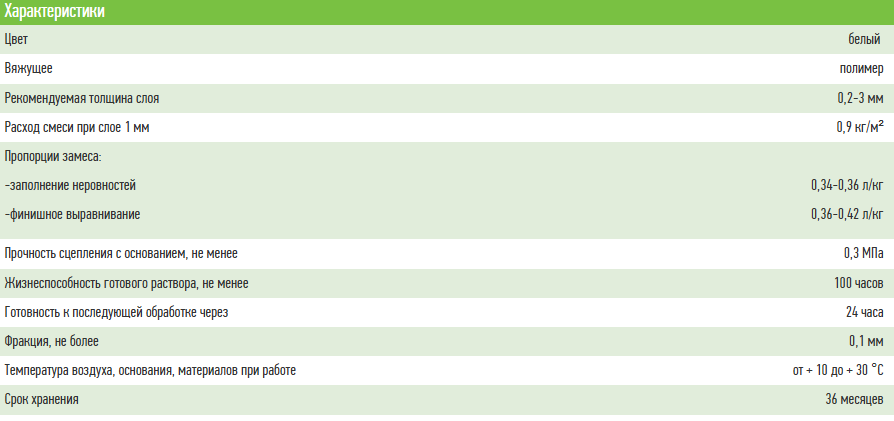 Характеристики
Цвет белый
Вяжущее полимер
Рекомендуемая толщина слоя 0,2-3 мм
Расход смеси при слое 1 мм 0,9 кг/м²
Пропорции замеса:
-заполнение неровностей 0,34-0,36 л/кг
-финишное выравнивание 0,36-0,42 л/кг
Прочность сцепления с основанием, не менее 0,3 МПа
Жизнеспособность готового раствора, не менее 100 часов
Готовность к последующей обработке через 24 часа
Фракция, не более 0,1 мм
Температура воздуха, основания, материалов при работе от + 10 до + 30 °C
Срок хранения 36 месяцев